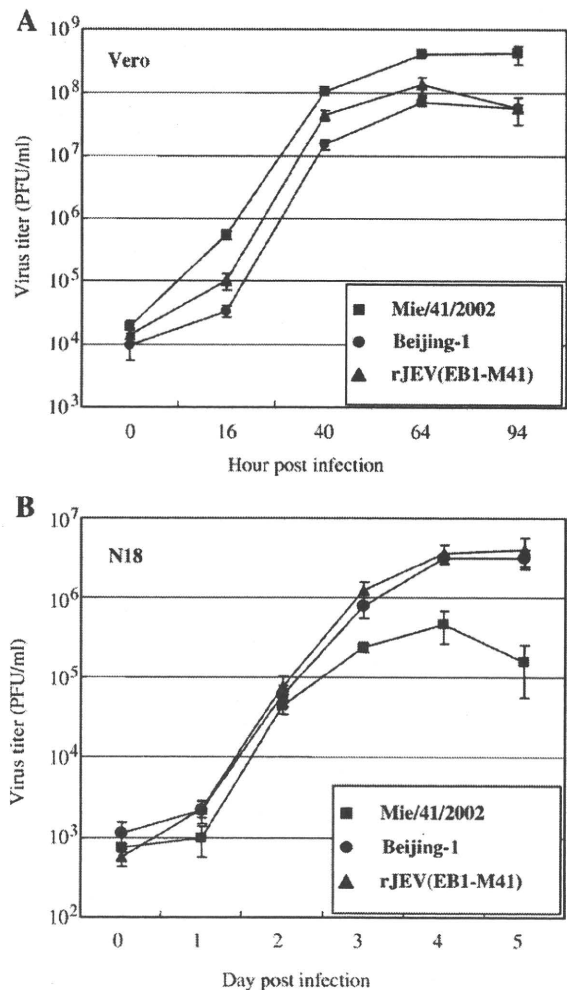 A
Vero
Virus titer (PFU/ml)
10⁹
10⁸
10⁷
10⁶
10⁵
10⁴
10³
Mie/41/2002
Beijing-1
rJEV(EB1-M41)
0 16 40 64 94
Hour post infection
B
N18
Virus titer (PFU/ml)
10⁷
10⁶
10⁵
10⁴
10³
10²
Mie/41/2002
Beijing-1
rJEV(EB1-M41)
0 1 2 3 4 5
Day post infection